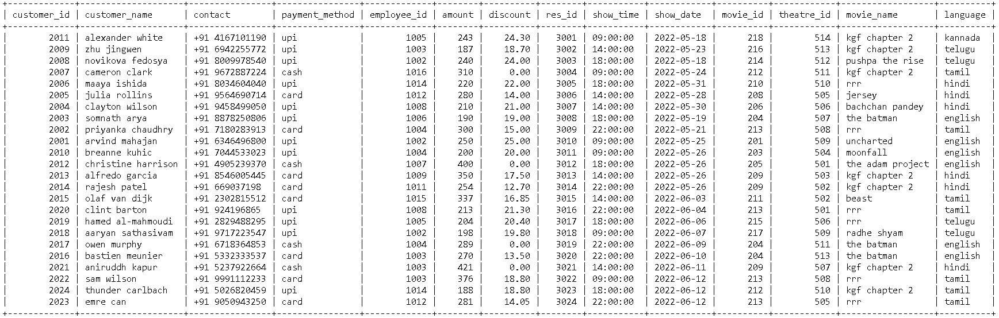 | customer_id | customer_name | contact | payment_method | employee_id | amount | discount | res_id | show_time | show_date | movie_id | theatre_id | movie_name | language |
| 2011 | alexander white | +91 4167101190 | upi | 1005 | 243 | 24.30 | 3001 | 09:00:00 | 2022-05-18 | 218 | 514 | kgf chapter 2 | kannada |
| 2009 | zhu jingwen | +91 6942255772 | upi | 1003 | 187 | 18.70 | 3002 | 14:00:00 | 2022-05-23 | 216 | 513 | kgf chapter 2 | telugu |
| 2008 | novikova fedosya | +91 8009978540 | upi | 1002 | 240 | 24.00 | 3003 | 18:00:00 | 2022-05-18 | 214 | 512 | pushpa the rise | telugu |
| 2007 | cameron clark | +91 9672887224 | cash | 1016 | 310 | 0.00 | 3004 | 09:00:00 | 2022-05-24 | 212 | 511 | kgf chapter 2 | tamil |
| 2006 | maaya ishida | +91 8034604040 | upi | 1014 | 220 | 22.00 | 3005 | 18:00:00 | 2022-05-31 | 210 | 510 | rrr | hindi |
| 2005 | julia rollins | +91 9564690714 | card | 1012 | 280 | 14.00 | 3006 | 14:00:00 | 2022-05-28 | 208 | 505 | jersey | hindi |
| 2004 | clayton wilson | +91 9458499050 | upi | 1008 | 210 | 21.00 | 3007 | 14:00:00 | 2022-05-30 | 206 | 506 | bachchan pandey | hindi |
| 2003 | somnath arya | +91 8878250806 | upi | 1006 | 190 | 19.00 | 3008 | 18:00:00 | 2022-05-19 | 204 | 507 | the batman | english |
| 2002 | priyanka chaudhry | +91 7180283913 | card | 1004 | 300 | 15.00 | 3009 | 22:00:00 | 2022-05-21 | 213 | 508 | rrr | tamil |
| 2001 | arvind mahajan | +91 6346496800 | upi | 1002 | 250 | 25.00 | 3010 | 09:00:00 | 2022-05-25 | 201 | 509 | uncharted | english |
| 2010 | breanne kuhic | +91 7044533023 | upi | 1004 | 200 | 20.00 | 3011 | 09:00:00 | 2022-05-26 | 203 | 504 | moonfall | english |
| 2012 | christine harrison | +91 4905239370 | cash | 1007 | 400 | 0.00 | 3012 | 18:00:00 | 2022-05-26 | 205 | 501 | the adam project | english |
| 2013 | alfredo garcia | +91 8546005445 | card | 1009 | 350 | 17.50 | 3013 | 14:00:00 | 2022-05-26 | 209 | 503 | kgf chapter 2 | hindi |
| 2014 | rajesh patel | +91 669037198 | card | 1011 | 254 | 12.70 | 3014 | 22:00:00 | 2022-05-26 | 209 | 502 | kgf chapter 2 | hindi |
| 2015 | olaf van dijk | +91 2302815512 | card | 1015 | 337 | 16.85 | 3015 | 14:00:00 | 2022-06-03 | 211 | 502 | beast | tamil |
| 2020 | clint barton | +91 924196865 | upi | 1008 | 213 | 21.30 | 3016 | 22:00:00 | 2022-06-04 | 213 | 501 | rrr | tamil |
| 2019 | hamed al-mahmoudi | +91 2829488295 | upi | 1005 | 204 | 20.40 | 3017 | 18:00:00 | 2022-06-06 | 215 | 506 | rrr | telugu |
| 2018 | aaryan sathasivam | +91 9717223547 | upi | 1002 | 198 | 19.80 | 3018 | 09:00:00 | 2022-06-07 | 217 | 509 | radhe shyam | telugu |
| 2017 | owen murphy | +91 6718364853 | cash | 1004 | 289 | 0.00 | 3019 | 22:00:00 | 2022-06-09 | 204 | 511 | the batman | english |
| 2016 | bastien meunier | +91 5332333537 | card | 1003 | 270 | 13.50 | 3020 | 22:00:00 | 2022-06-10 | 204 | 513 | the batman | english |
| 2021 | aniruddh kapur | +91 5237922664 | cash | 1003 | 421 | 0.00 | 3021 | 14:00:00 | 2022-06-11 | 209 | 507 | kgf chapter 2 | hindi |
| 2022 | sam wilson | +91 9991112233 | card | 1003 | 376 | 18.80 | 3022 | 09:00:00 | 2022-06-12 | 213 | 508 | rrr | tamil |
| 2024 | thunder carlbach | +91 5026820459 | upi | 1014 | 188 | 18.80 | 3023 | 18:00:00 | 2022-06-12 | 212 | 510 | kgf chapter 2 | tamil |
| 2023 | emre can | +91 9050943250 | card | 1012 | 281 | 14.05 | 3024 | 22:00:00 | 2022-06-12 | 213 | 505 | rrr | tamil |